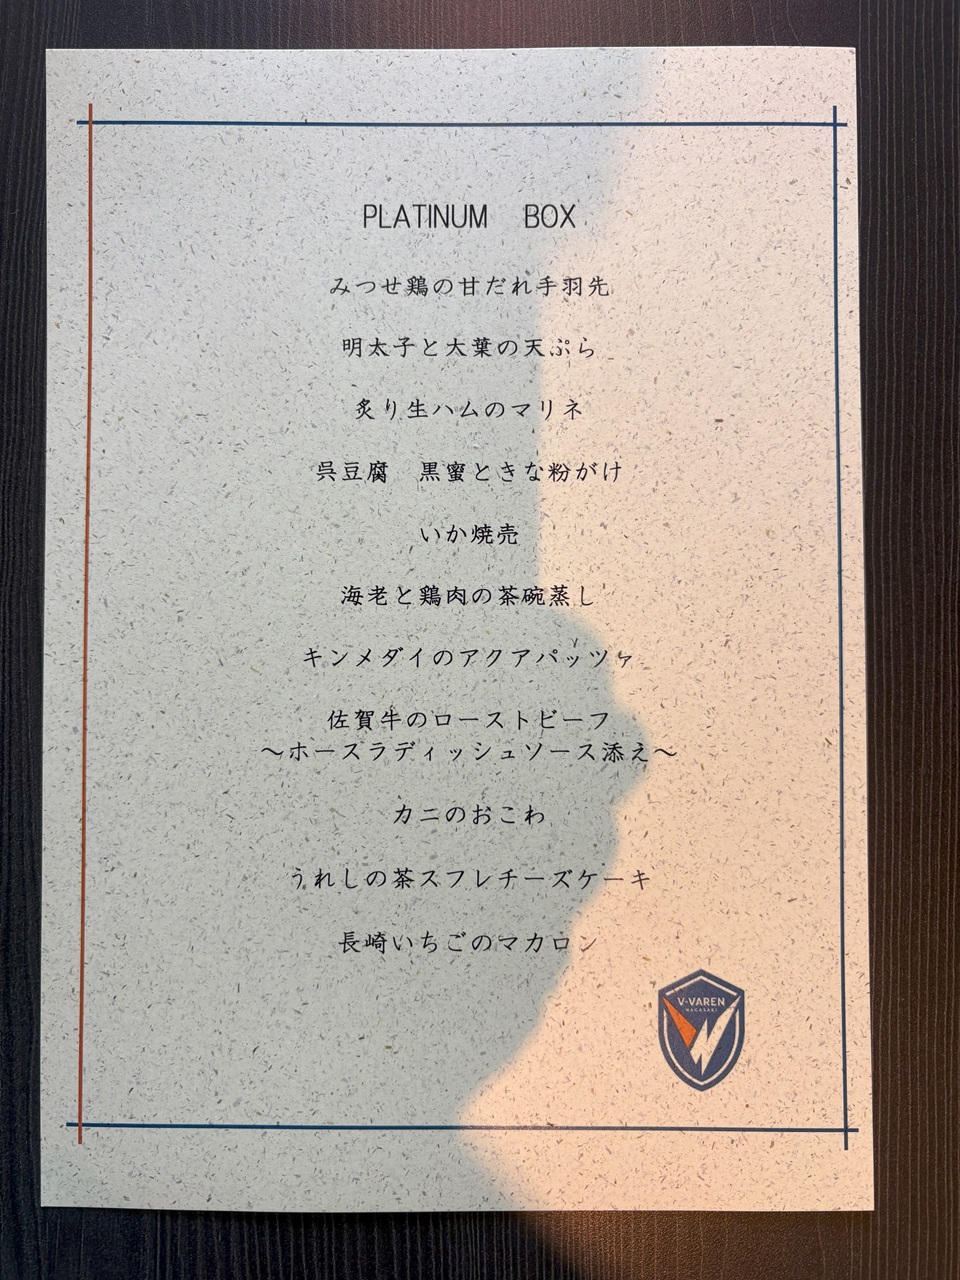 PLATINUM BOX
みつせ鶏の甘だれ手羽先
明太子と大葉の天ぷら
炙り生ハムのマリネ
呉豆腐　黒蜜ときな粉がけ
いか焼売
海老と鶏肉の茶碗蒸し
キンメダイのアクアパッツァ
佐賀牛のローストビーフ
～ホースラディッシュソース添え～
カニのおこわ
うれしの茶スフレチーズケーキ
長崎いちごのマカロン
V·VAREN
NAGASAKI